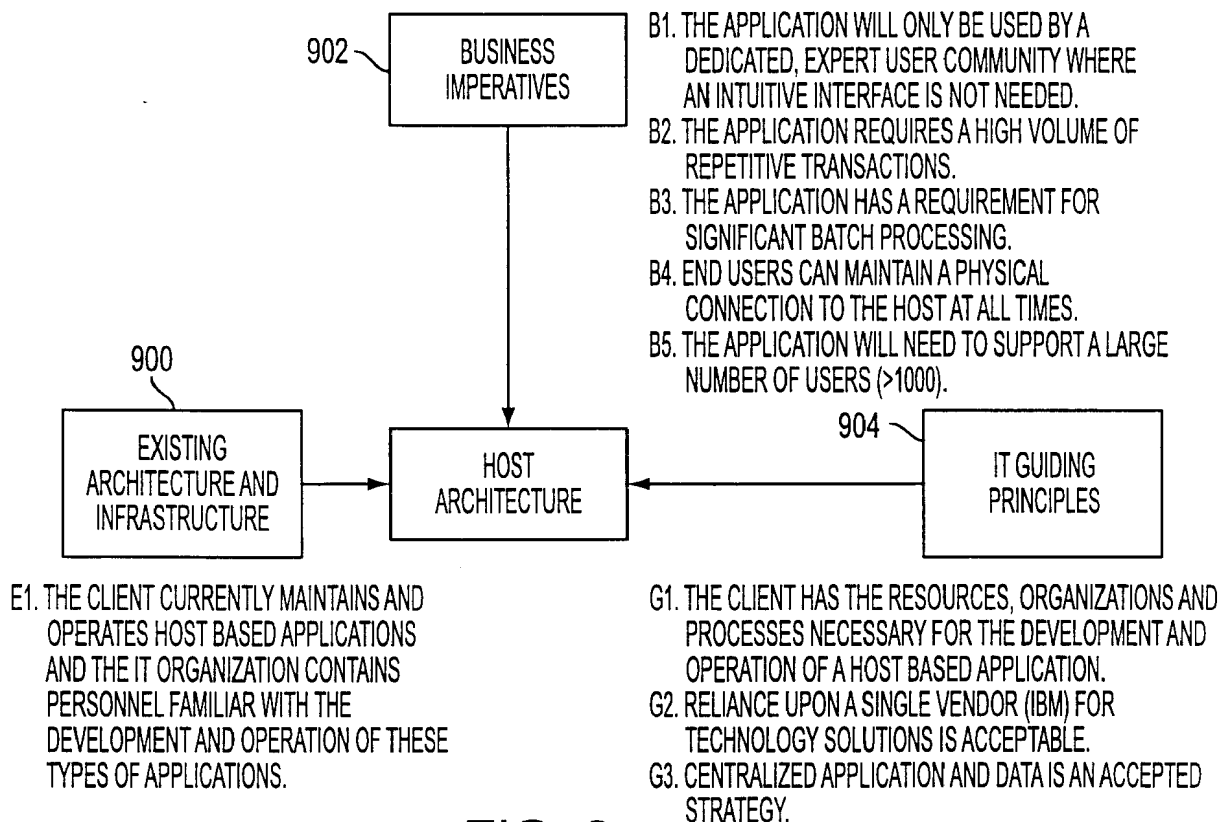 902
BUSINESS
IMPERATIVES
B1. THE APPLICATION WILL ONLY BE USED BY A
DEDICATED, EXPERT USER COMMUNITY WHERE
AN INTUITIVE INTERFACE IS NOT NEEDED.
B2. THE APPLICATION REQUIRES A HIGH VOLUME OF
REPETITIVE TRANSACTIONS.
B3. THE APPLICATION HAS A REQUIREMENT FOR
SIGNIFICANT BATCH PROCESSING.
B4. END USERS CAN MAINTAIN A PHYSICAL
CONNECTION TO THE HOST AT ALL TIMES.
B5. THE APPLICATION WILL NEED TO SUPPORT A LARGE
NUMBER OF USERS (>1000).
900
EXISTING
ARCHITECTURE AND
INFRASTRUCTURE
HOST
ARCHITECTURE
904
IT GUIDING
PRINCIPLES
E1. THE CLIENT CURRENTLY MAINTAINS AND
OPERATES HOST BASED APPLICATIONS
AND THE IT ORGANIZATION CONTAINS
PERSONNEL FAMILIAR WITH THE
DEVELOPMENT AND OPERATION OF THESE
TYPES OF APPLICATIONS.
G1. THE CLIENT HAS THE RESOURCES, ORGANIZATIONS AND
PROCESSES NECESSARY FOR THE DEVELOPMENT AND
OPERATION OF A HOST BASED APPLICATION.
G2. RELIANCE UPON A SINGLE VENDOR (IBM) FOR
TECHNOLOGY SOLUTIONS IS ACCEPTABLE.
G3. CENTRALIZED APPLICATION AND DATA IS AN ACCEPTED
STRATEGY.